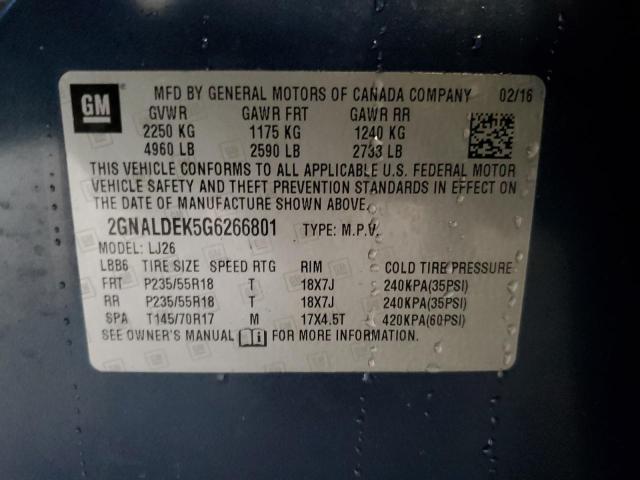 GM
MFD BY GENERAL MOTORS OF CANADA COMPANY 02/16
GVWR GAWR FRT GAWR RR
2250 KG 1175 KG 1240 KG
4960 LB 2590 LB 2733 LB
THIS VEHICLE CONFORMS TO ALL APPLICABLE U.S. FEDERAL MOTOR
VEHICLE SAFETY AND THEFT PREVENTION STANDARDS IN EFFECT ON
THE DATE OF MANUFACTURE SHOWN ABOVE.
2GNALDEK5G6266801 TYPE: M.P.V.
MODEL: LJ26
LBB6 TIRE SIZE SPEED RTG RIM COLD TIRE PRESSURE
FRT P235/55R18 T 18X7J 240KPA(35PSI)
RR P235/55R18 T 18X7J 240KPA(35PSI)
SPA T145/70R17 M 17X4.5T 420KPA(60PSI)
SEE OWNER'S MANUAL FOR MORE INFORMATION.